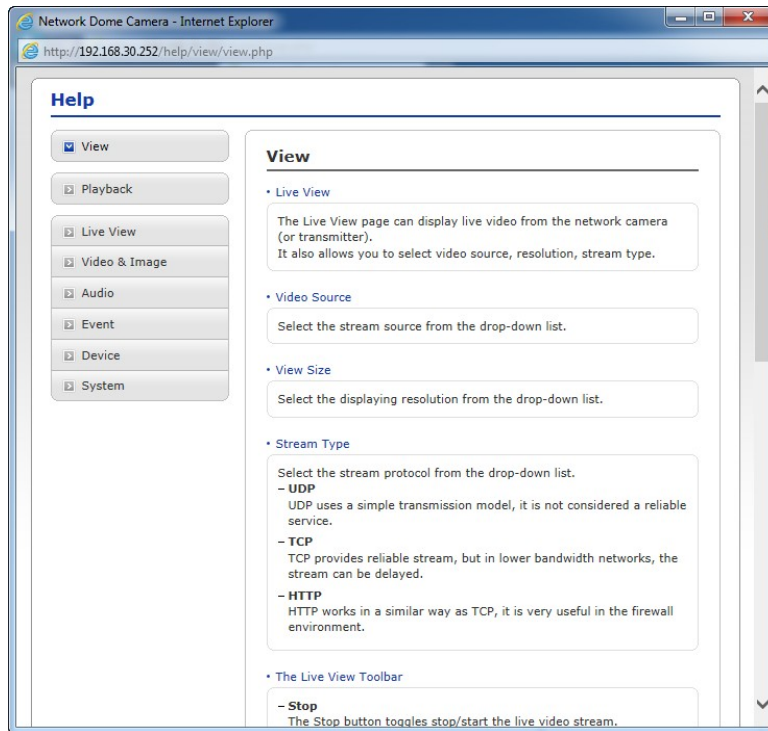 Network Dome Camera - Internet Explorer
http://192.168.30.252/help/view/view.php
Help
View
Playback
Live View
Video & Image
Audio
Event
Device
System
View
• Live View
The Live View page can display live video from the network camera
(or transmitter).
It also allows you to select video source, resolution, stream type.
• Video Source
Select the stream source from the drop-down list.
• View Size
Select the displaying resolution from the drop-down list.
• Stream Type
Select the stream protocol from the drop-down list.
– UDP
UDP uses a simple transmission model, it is not considered a reliable
service.
– TCP
TCP provides reliable stream, but in lower bandwidth networks, the
stream can be delayed.
– HTTP
HTTP works in a similar way as TCP, it is very useful in the firewall
environment.
• The Live View Toolbar
– Stop
The Stop button toggles stop/start the live video stream.